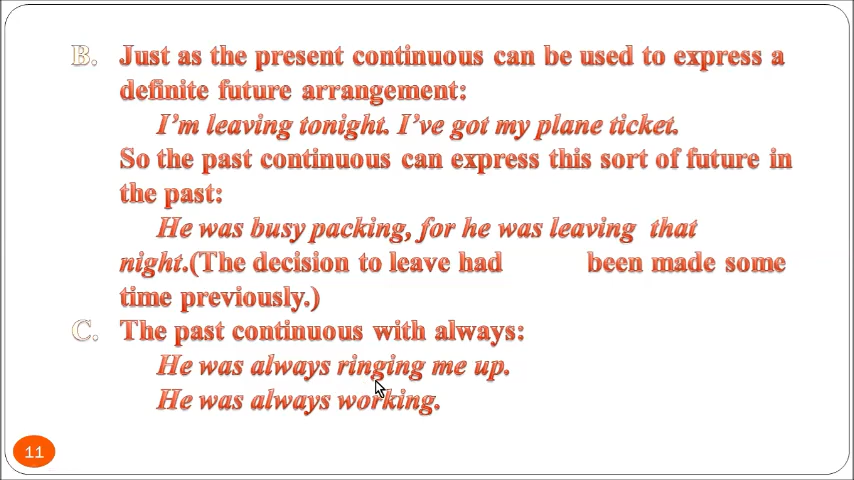 B. Just as the present continuous can be used to express a
definite future arrangement:
I'm leaving tonight. I've got my plane ticket.
So the past continuous can express this sort of future in
the past:
He was busy packing, for he was leaving that
night.(The decision to leave had been made some
time previously.)
C. The past continuous with always:
He was always ringing me up.
He was always working.
11